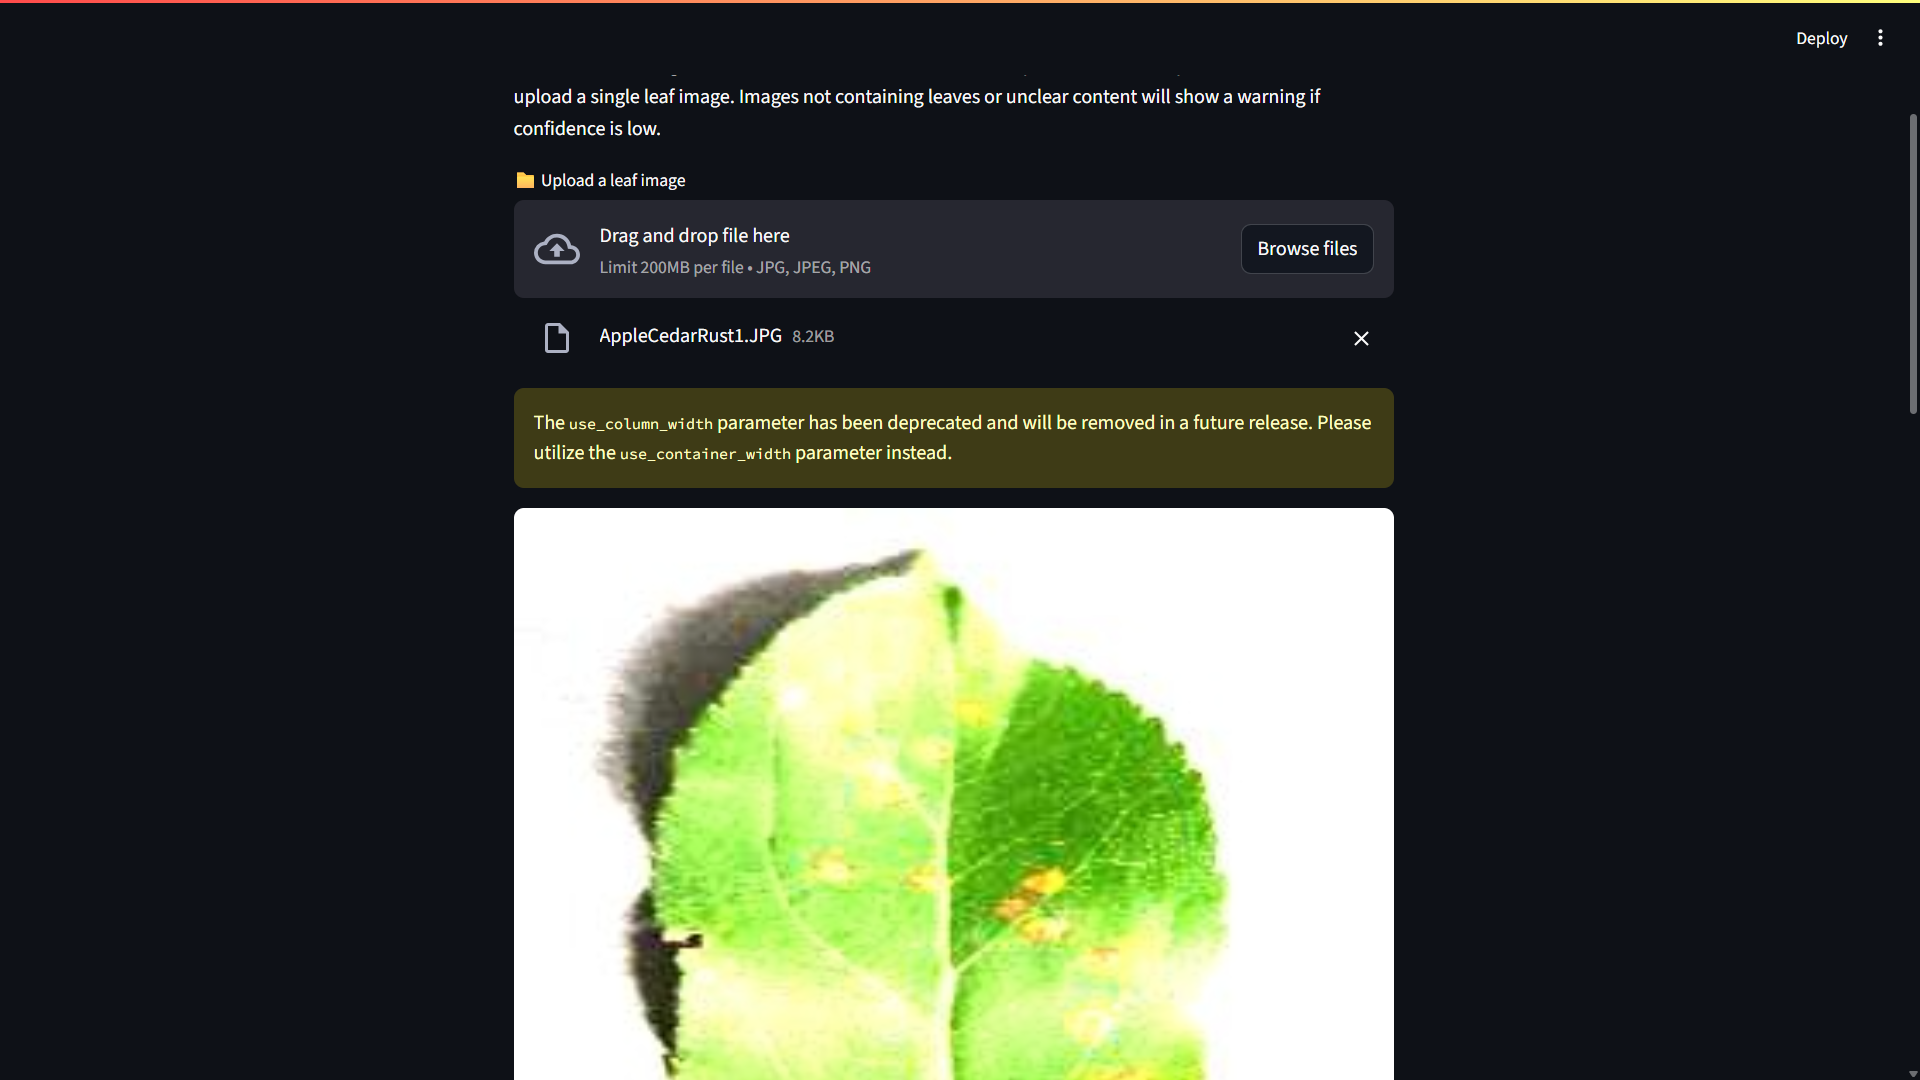 Deploy
upload a single leaf image. Images not containing leaves or unclear content will show a warning if
confidence is low.
Upload a leaf image
Drag and drop file here
Limit 200MB per file • JPG, JPEG, PNG
Browse files
AppleCedarRust1.JPG 8.2KB
The use_column_width parameter has been deprecated and will be removed in a future release. Please
utilize the use_container_width parameter instead.